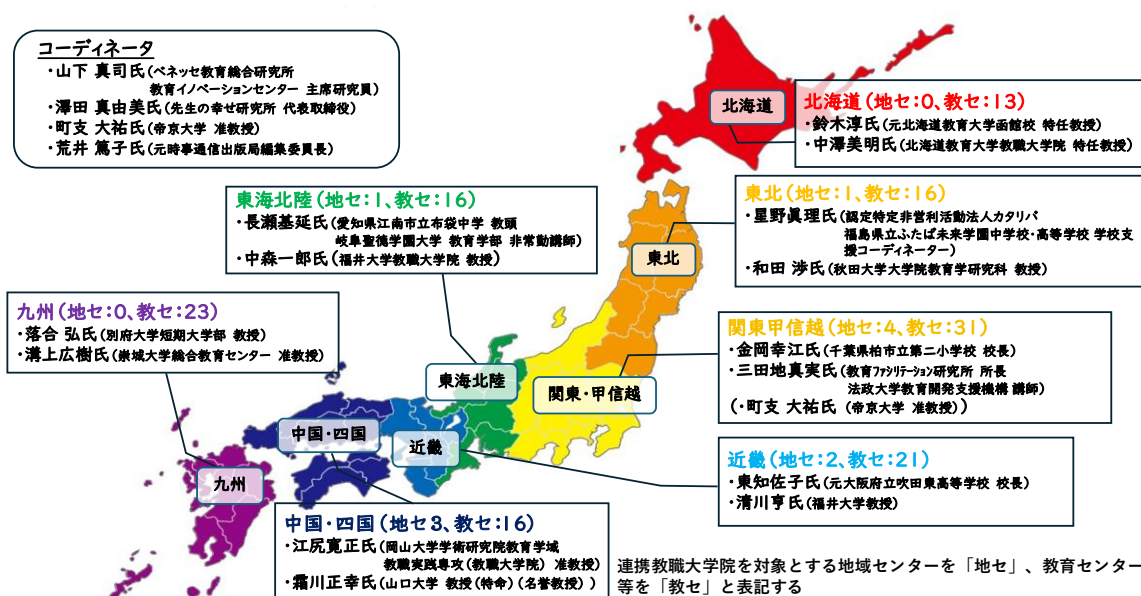 コーディネータ
・山下 真司氏(ベネッセ教育総合研究所
教育イノベーションセンター 主席研究員)
・澤田 真由美氏(先生の幸せ研究所 代表取締役)
・町支 大祐氏(帝京大学 准教授)
・荒井 篤子氏(元時事通信出版局編集委員長)
北海道
北海道(地セ:0、教セ:13)
・鈴木淳氏(元北海道教育大学函館校 特任教授)
・中澤美明氏(北海道教育大学教職大学院 特任教授)
東海北陸(地セ:1、教セ:16)
・長瀬基延氏(愛知県江南市立布袋中学 教頭
岐阜聖徳学園大学 教育学部 非常勤講師)
・中森一郎氏(福井大学教職大学院 教授)
東北(地セ:1、教セ:16)
・星野眞理氏(認定特定非営利活動法人カタリバ
福島県立ふたば未来学園中学校・高等学校 学校支
援コーディネーター)
・和田 渉氏(秋田大学大学院教育学研究科 教授)
東北
九州(地セ:0、教セ:23)
・落合 弘氏(別府大学短期大学部 教授)
・溝上広樹氏(崇城大学総合教育センター 准教授)
関東甲信越(地セ:4、教セ:31)
・金岡幸江氏(千葉県柏市立第二小学校 校長)
・三田地真実氏(教育ファシリテーション研究所 所長
法政大学教育開発支援機構 講師)
(・町支 大祐氏 (帝京大学 准教授))
東海北陸
関東・甲信越
中国・四国
近畿
九州
近畿(地セ:2、教セ:21)
・東知佐子氏(元大阪府立吹田東高等学校 校長)
・清川亨氏(福井大学教授)
中国・四国(地セ3、教セ:16)
・江尻寛正氏(岡山大学学術研究院教育学域
教職実践専攻(教職大学院) 准教授)
・霜川正幸氏(山口大学 教授(特命)(名誉教授))
連携教職大学院を対象とする地域センターを「地セ」、教育センター
等を「教セ」と表記する